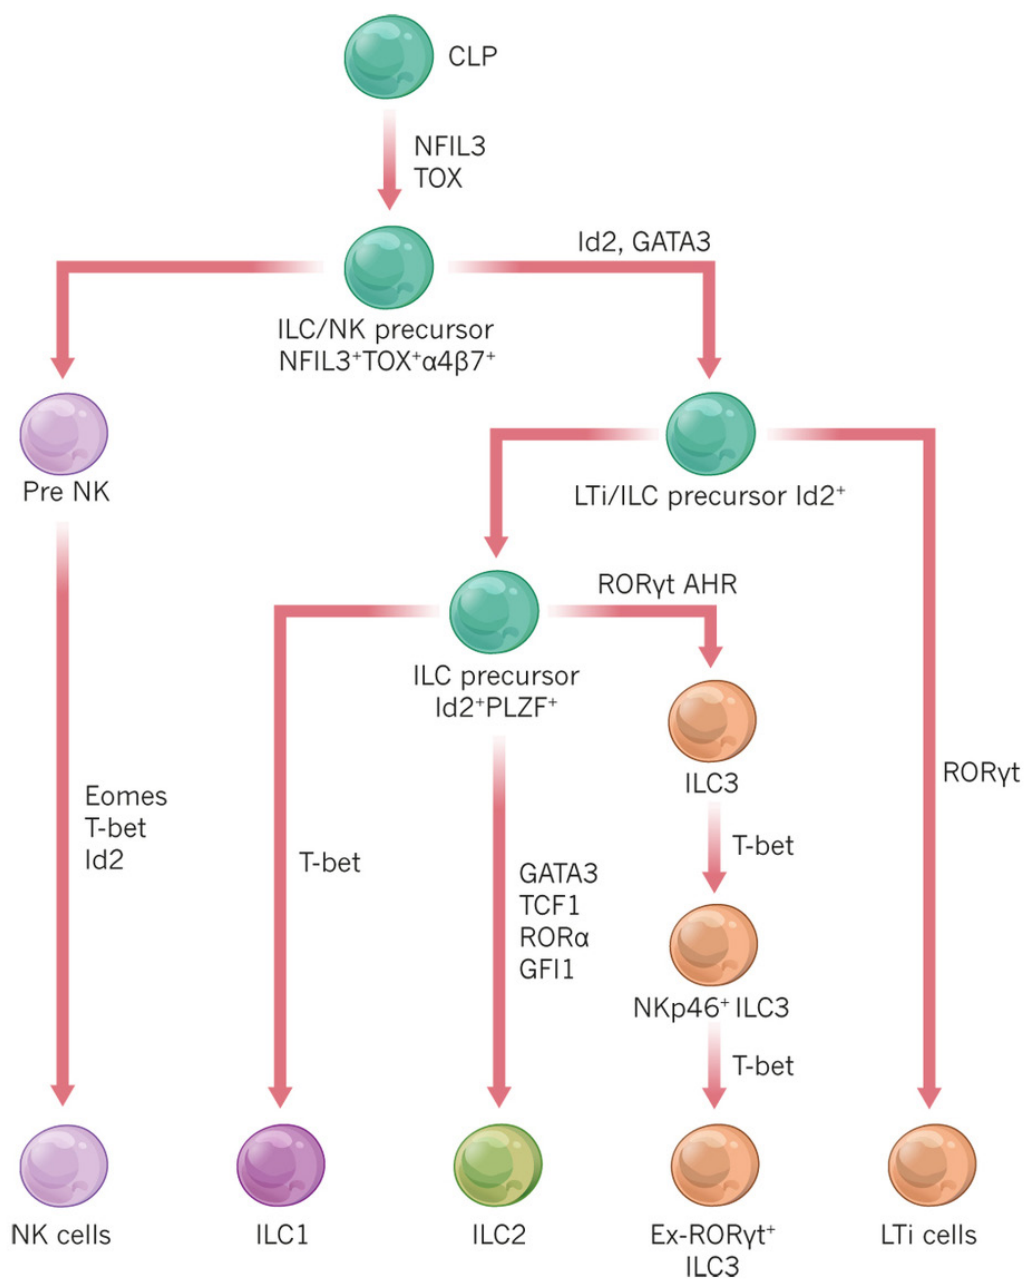 CLP
NFIL3
TOX
Id2, GATA3
ILC/NK precursor
NFIL3⁺TOX⁺α4β7⁺
Pre NK
LTi/ILC precursor Id2⁺
RORγt AHR
ILC precursor
Id2⁺PLZF⁺
ILC3
RORγt
Eomes
T-bet
Id2
T-bet
GATA3
TCF1
RORα
GFI1
T-bet
NKp46⁺ ILC3
T-bet
NK cells
ILC1
ILC2
Ex-RORγt⁺
ILC3
LTi cells